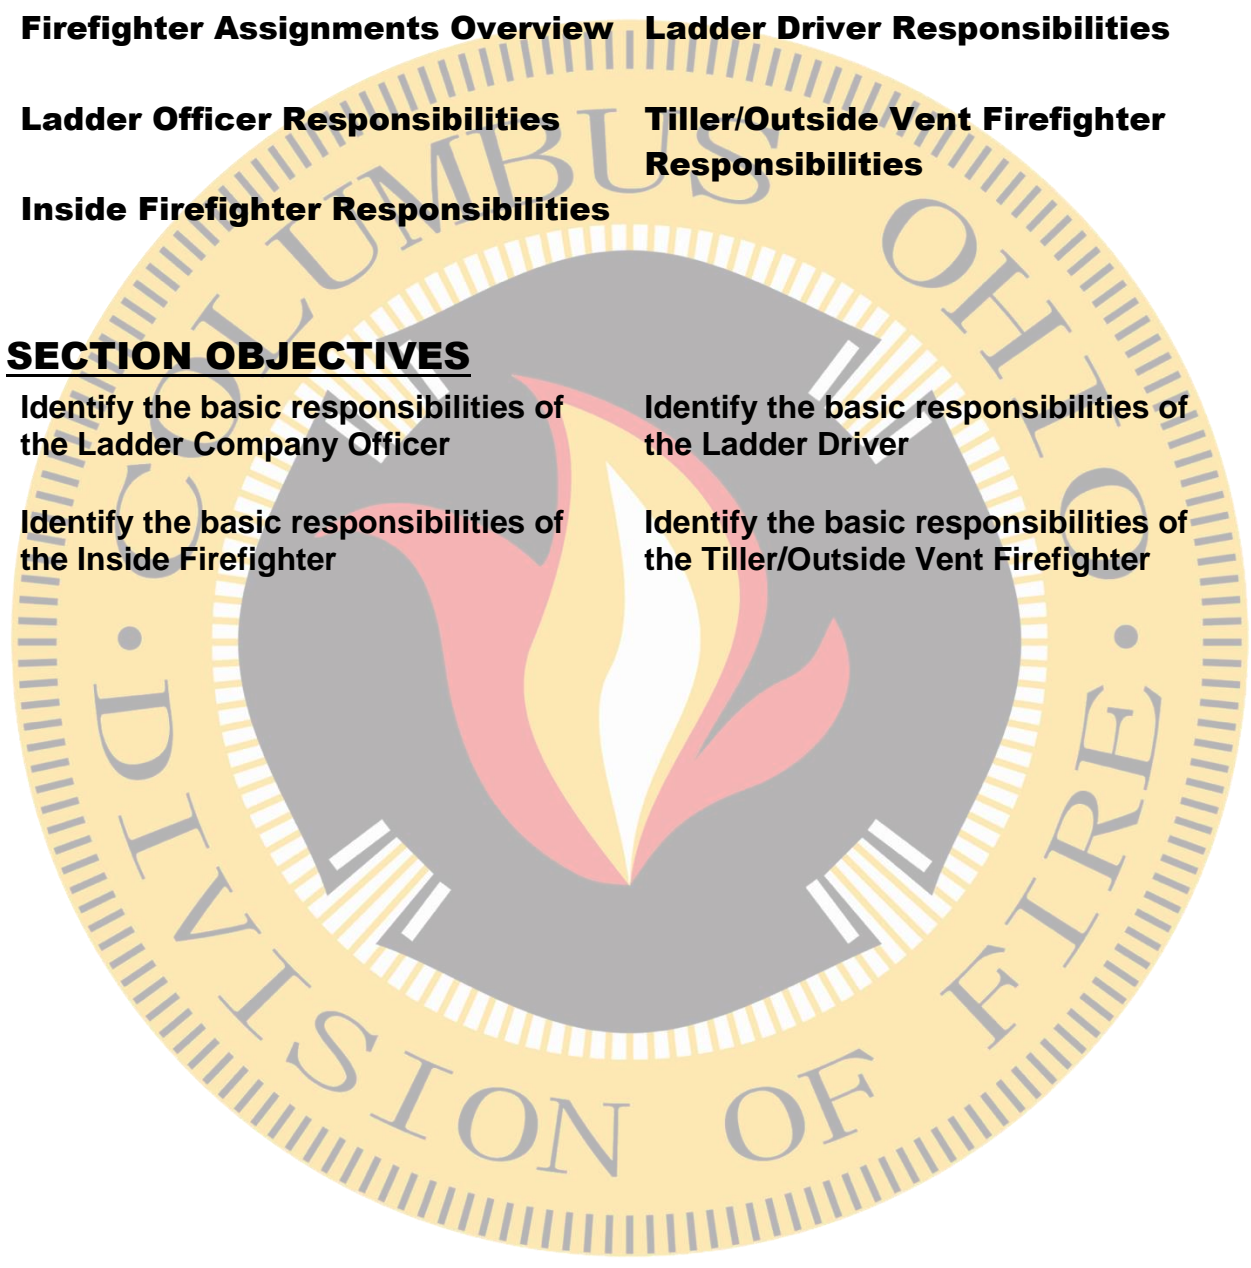 Firefighter Assignments Overview
Ladder Officer Responsibilities
Inside Firefighter Responsibilities
Ladder Driver Responsibilities
Tiller/Outside Vent Firefighter
Responsibilities
SECTION OBJECTIVES
Identify the basic responsibilities of
the Ladder Company Officer
Identify the basic responsibilities of
the Inside Firefighter
Identify the basic responsibilities of
the Ladder Driver
Identify the basic responsibilities of
the Tiller/Outside Vent Firefighter
COLUMBUS OHIO
DIVISION OF FIRE